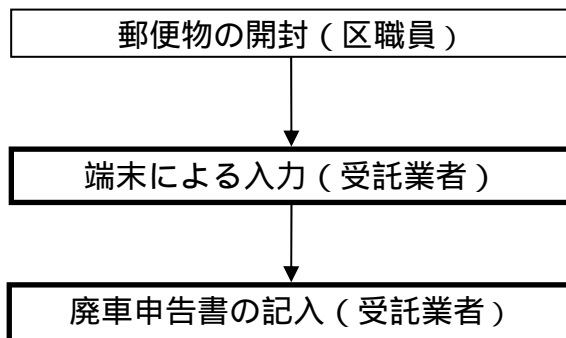 郵便物の開封（区職員）
端末による入力（受託業者）
廃車申告書の記入（受託業者）